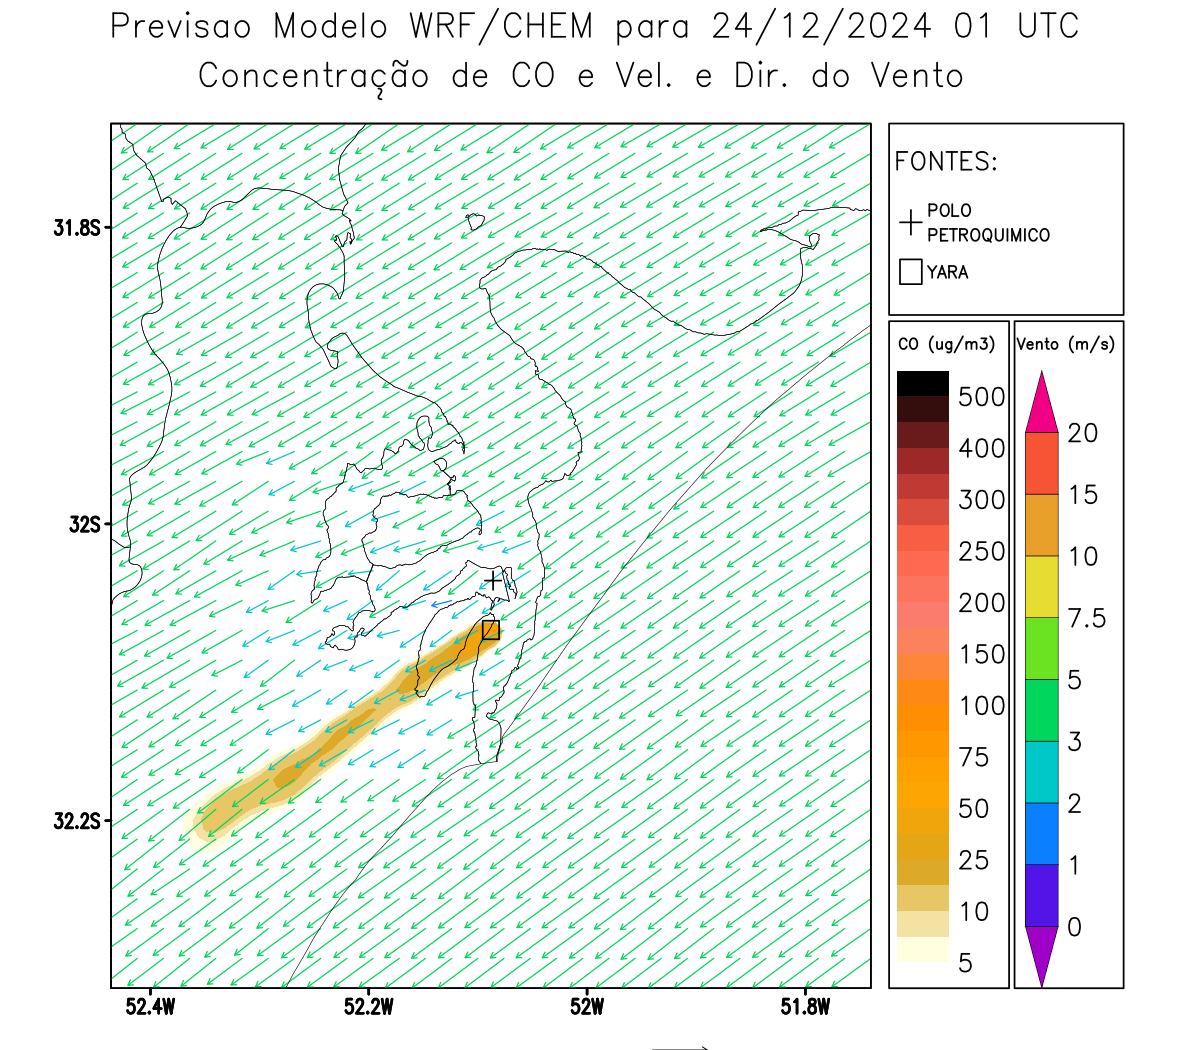 Previsao Modelo WRF/CHEM para 24/12/2024 01 UTC
Concentração de CO e Vel. e Dir. do Vento
FONTES:
POLO
PETROQUIMICO
YARA
CO (ug/m3)
500
400
300
250
200
150
100
75
50
25
10
5
Vento (m/s)
20
15
10
7.5
5
3
2
1
0
31.8S
32S
32.2S
52.4W
52.2W
52W
51.8W